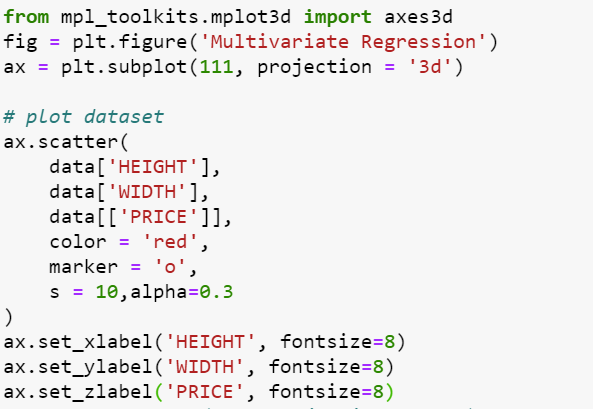 from mpl_toolkits.mplot3d import axes3d
fig = plt.figure('Multivariate Regression')
ax = plt.subplot(111, projection = '3d')

# plot dataset
ax.scatter(
    data['HEIGHT'],
    data['WIDTH'],
    data[['PRICE']],
    color = 'red',
    marker = 'o',
    s = 10,alpha=0.3
)
ax.set_xlabel('HEIGHT', fontsize=8)
ax.set_ylabel('WIDTH', fontsize=8)
ax.set_zlabel('PRICE', fontsize=8)